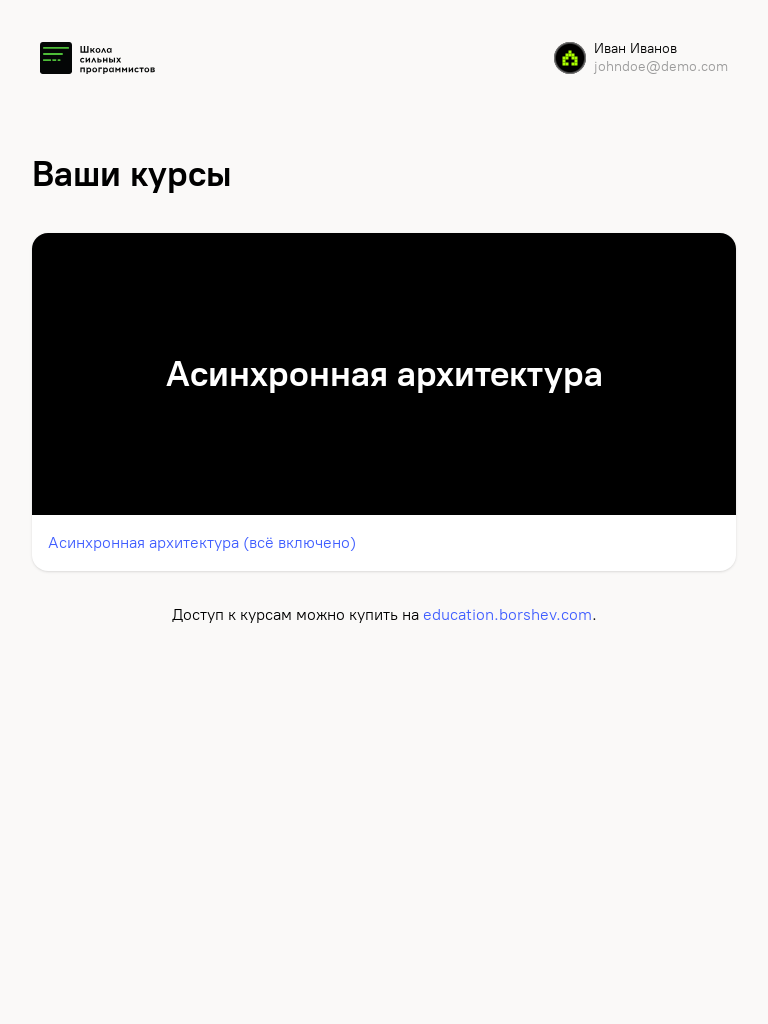 Школа
сильных
программистов
Иван Иванов
johndoe@demo.com
Ваши курсы
Асинхронная архитектура
Асинхронная архитектура (всё включено)
Доступ к курсам можно купить на education.borshev.com.